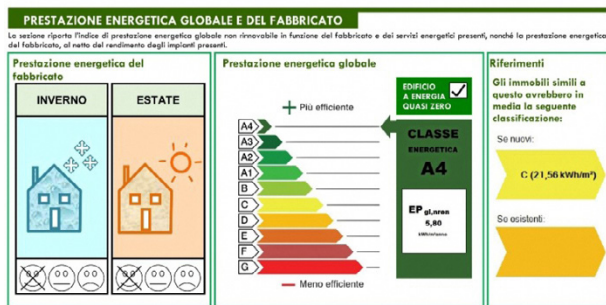 PRESTAZIONE ENERGETICA GLOBALE E DEL FABBRICATO
La sezione riporta l'indice di prestazione energetica globale non rinnovabile in funzione del fabbricato e dei servizi energetici presenti, nonché la prestazione energetica
del fabbricato, al netto del rendimento degli impianti presenti.
Prestazione energetica del
fabbricato
INVERNO
ESTATE
Prestazione energetica globale
Più efficiente
A4
A3
A2
A1
B
C
D
E
F
G
Meno efficiente
EDIFICIO
A ENERGIA
QUASI ZERO
CLASSE
ENERGETICA
A4
EP gl,nren
5,80
kWh/m²anno
Riferimenti
Gli immobili simili a
questo avrebbero in
media la seguente
classificazione:
Se nuovi:
C (21,56 kWh/m²)
Se esistenti: